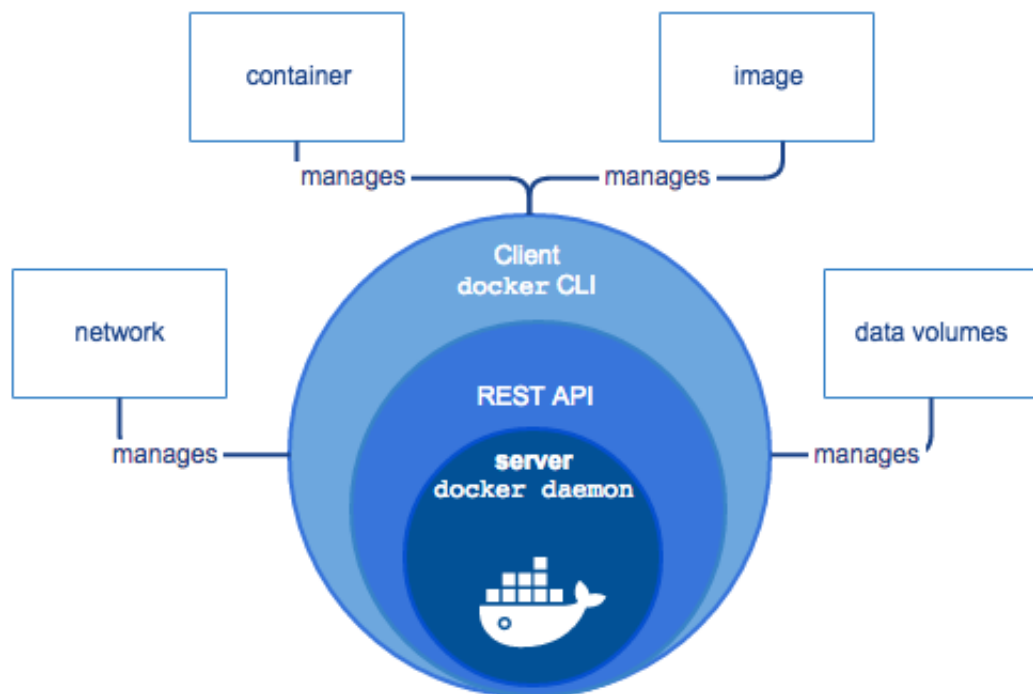 container
image
manages
manages
Client
docker CLI
network
data volumes
REST API
manages
manages
server
docker daemon